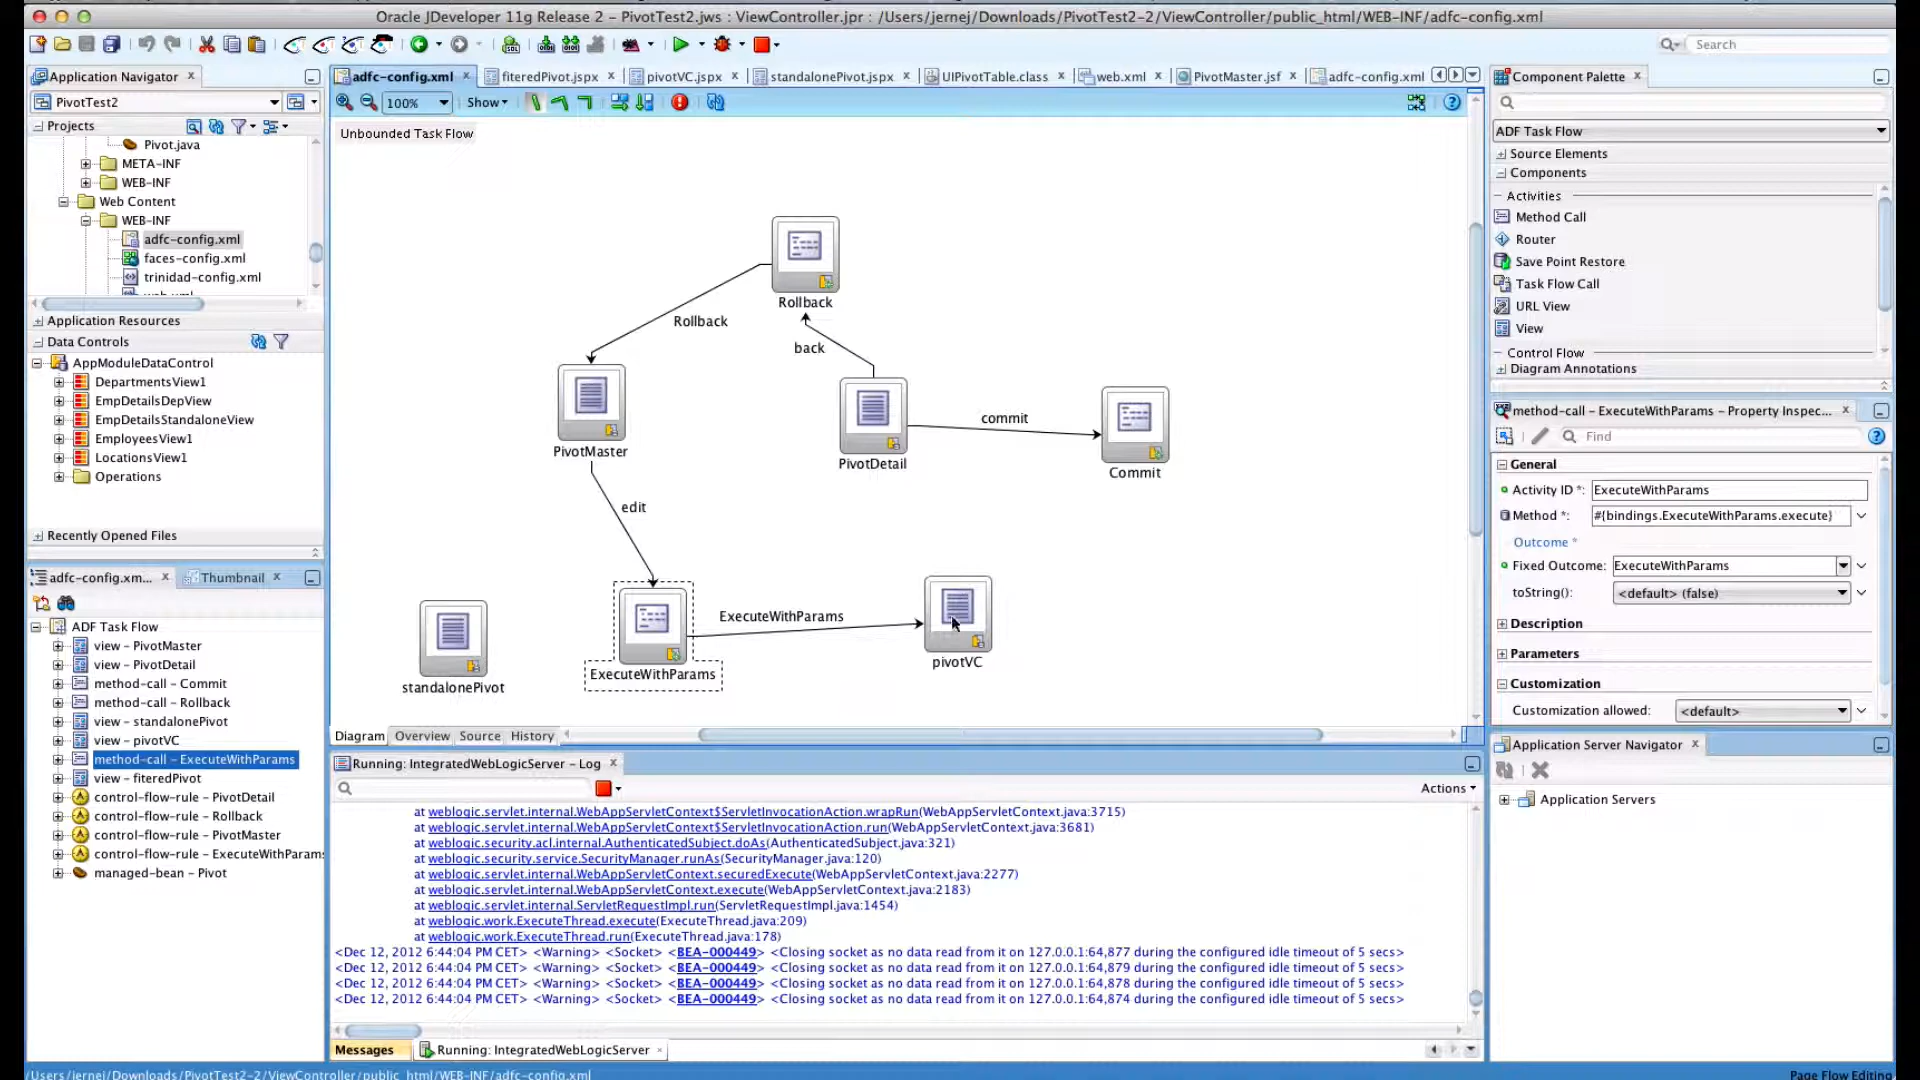 Oracle JDeveloper 11g Release 2 – PivotTest2.jws : ViewController.jpr : /Users/jernej/Downloads/PivotTest2-2/ViewController/public_html/WEB-INF/adfc-config.xml
Search
Application Navigator
adfc-config.xml
fiteredPivot.jspx
pivotVC.jspx
standalonePivot.jspx
UIPivotTable.class
web.xml
PivotMaster.jsf
adfc-config.xml
Component Palette
PivotTest2
100%
Show
Projects
Pivot.java
META-INF
WEB-INF
Web Content
WEB-INF
adfc-config.xml
faces-config.xml
trinidad-config.xml
Application Resources
Data Controls
AppModuleDataControl
DepartmentsView1
EmpDetailsDepView
EmpDetailsStandaloneView
EmployeesView1
LocationsView1
Operations
Recently Opened Files
adfc-config.xm...
Thumbnail
ADF Task Flow
view – PivotMaster
view – PivotDetail
method-call – Commit
method-call – Rollback
view – standalonePivot
view – pivotVC
method-call – ExecuteWithParams
view – fiteredPivot
control-flow-rule – PivotDetail
control-flow-rule – Rollback
control-flow-rule – PivotMaster
control-flow-rule – ExecuteWithParams
managed-bean – Pivot
Unbounded Task Flow
Rollback
Rollback
back
PivotMaster
PivotDetail
commit
Commit
edit
ExecuteWithParams
ExecuteWithParams
pivotVC
standalonePivot
Diagram
Overview
Source
History
Running: IntegratedWebLogicServer – Log
Actions
at weblogic.servlet.internal.WebAppServletContext$ServletInvocationAction.wrapRun(WebAppServletContext.java:3715)
at weblogic.servlet.internal.WebAppServletContext$ServletInvocationAction.run(WebAppServletContext.java:3681)
at weblogic.security.acl.internal.AuthenticatedSubject.doAs(AuthenticatedSubject.java:321)
at weblogic.security.service.SecurityManager.runAs(SecurityManager.java:120)
at weblogic.servlet.internal.WebAppServletContext.securedExecute(WebAppServletContext.java:2277)
at weblogic.servlet.internal.WebAppServletContext.execute(WebAppServletContext.java:2183)
at weblogic.servlet.internal.ServletRequestImpl.run(ServletRequestImpl.java:1454)
at weblogic.work.ExecuteThread.execute(ExecuteThread.java:209)
at weblogic.work.ExecuteThread.run(ExecuteThread.java:178)
<Dec 12, 2012 6:44:04 PM CET> <Warning> <Socket> <BEA-000449> <Closing socket as no data read from it on 127.0.0.1:64,877 during the configured idle timeout of 5 secs>
<Dec 12, 2012 6:44:04 PM CET> <Warning> <Socket> <BEA-000449> <Closing socket as no data read from it on 127.0.0.1:64,879 during the configured idle timeout of 5 secs>
<Dec 12, 2012 6:44:04 PM CET> <Warning> <Socket> <BEA-000449> <Closing socket as no data read from it on 127.0.0.1:64,878 during the configured idle timeout of 5 secs>
<Dec 12, 2012 6:44:04 PM CET> <Warning> <Socket> <BEA-000449> <Closing socket as no data read from it on 127.0.0.1:64,874 during the configured idle timeout of 5 secs>
Messages
Running: IntegratedWebLogicServer
ADF Task Flow
Source Elements
Components
Activities
Method Call
Router
Save Point Restore
Task Flow Call
URL View
View
Control Flow
Diagram Annotations
method-call – ExecuteWithParams – Property Inspec...
Find
General
Activity ID *: ExecuteWithParams
Method *: #{bindings.ExecuteWithParams.execute}
Outcome *
Fixed Outcome: ExecuteWithParams
toString(): <default> (false)
Description
Parameters
Customization
Customization allowed: <default>
Application Server Navigator
Application Servers
/Users/jernej/Downloads/PivotTest2-2/ViewController/public_html/WEB-INF/adfc-config.xml
Page Flow Editing